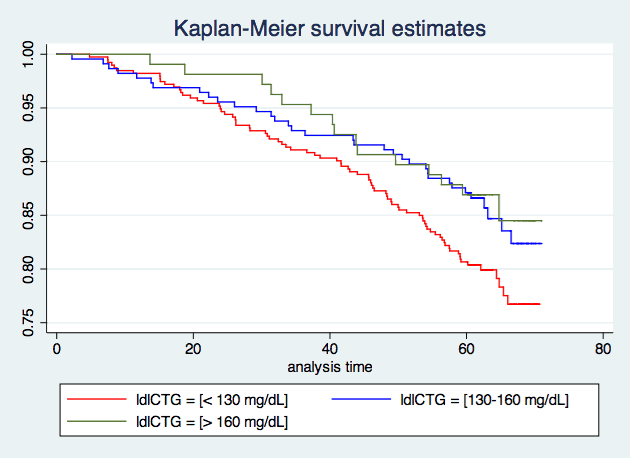 Kaplan-Meier survival estimates
1.00
0.95
0.90
0.85
0.80
0.75
0 20 40 60 80
analysis time
ldlCTG = [< 130 mg/dL] ldlCTG = [130-160 mg/dL]
ldlCTG = [> 160 mg/dL]